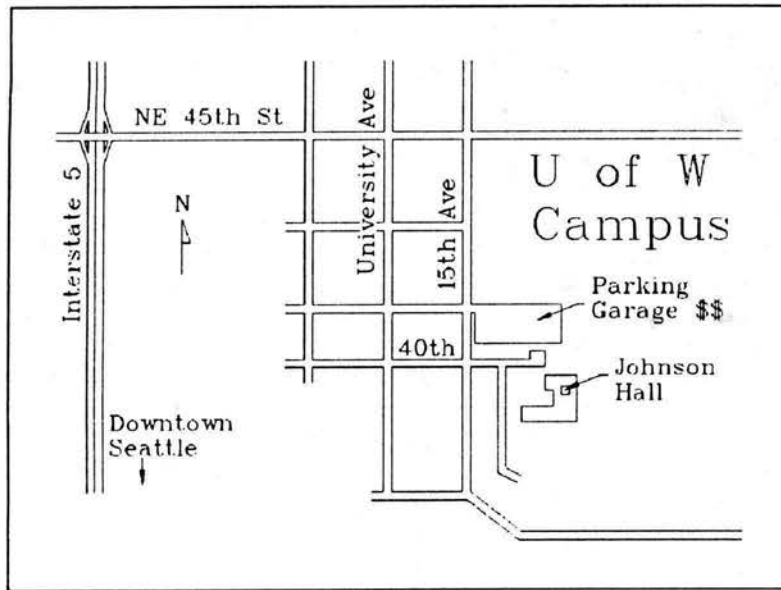 NE 45th St
University Ave
15th Ave
Interstate 5
N
U of W
Campus
Parking
Garage $$
40th
Johnson
Hall
Downtown
Seattle